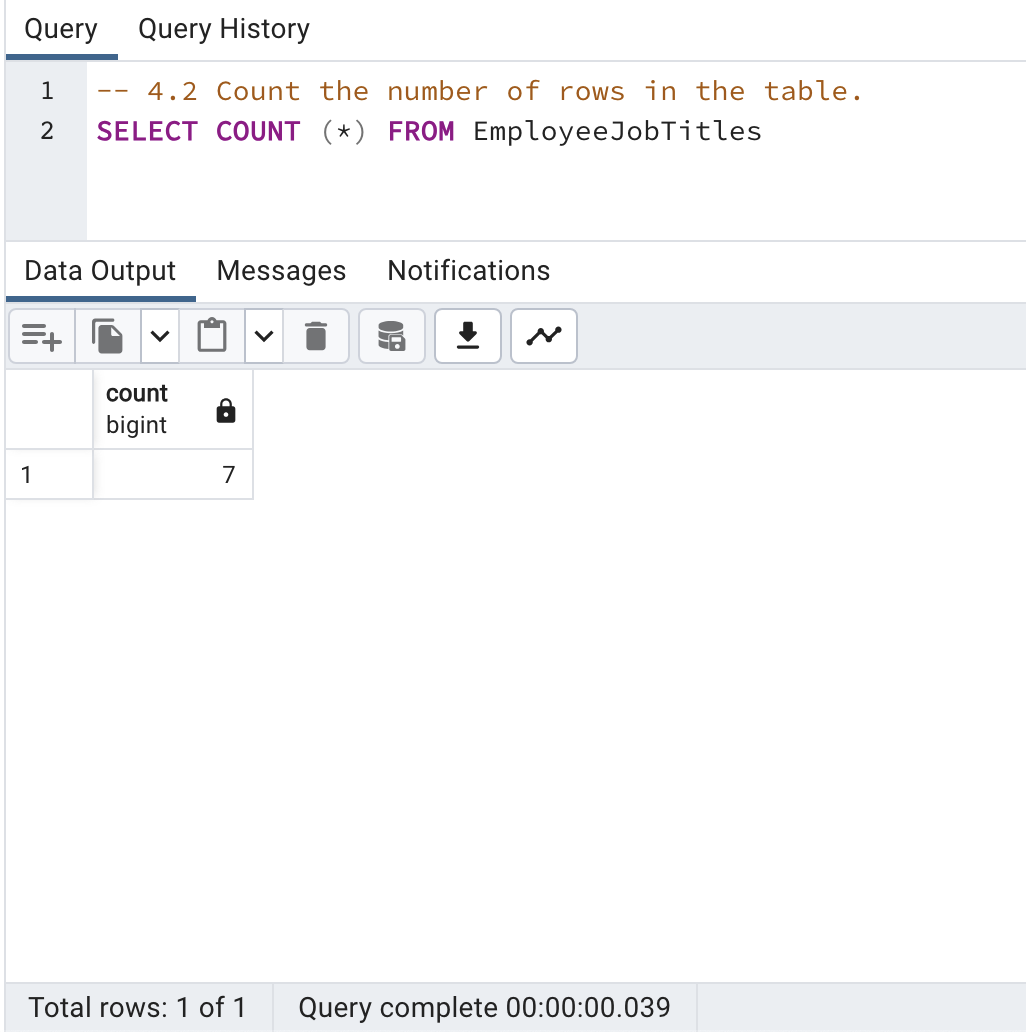 Query Query History
1 -- 4.2 Count the number of rows in the table.
2 SELECT COUNT (*) FROM EmployeeJobTitles
Data Output Messages Notifications
count
bigint
1 7
Total rows: 1 of 1 Query complete 00:00:00.039